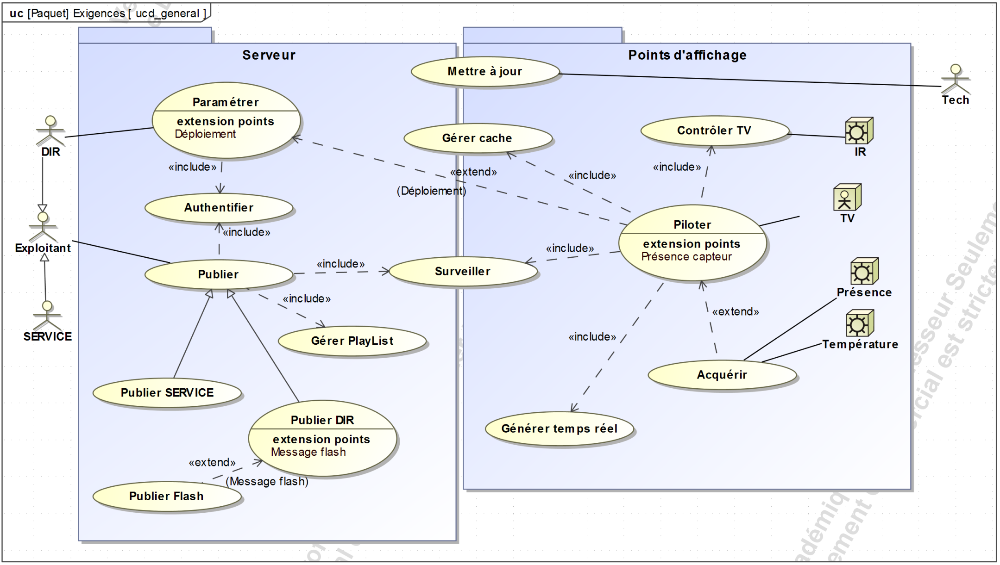 uc [Paquet] Exigences [ ucd_general ]
Serveur
Points d'affichage
Mettre à jour
Tech
Paramétrer
extension points
Déploiement
DIR
Gérer cache
Contrôler TV
IR
«include»
«extend»
(Déploiement)
«include»
«include»
Authentifier
TV
Piloter
extension points
Présence capteur
«include»
Exploitant
«include»
«include»
Publier
Surveiller
Présence
«include»
«extend»
SERVICE
Gérer PlayList
«include»
Température
Acquérir
Publier SERVICE
Publier DIR
extension points
Message flash
Générer temps réel
«extend»
(Message flash)
Publier Flash